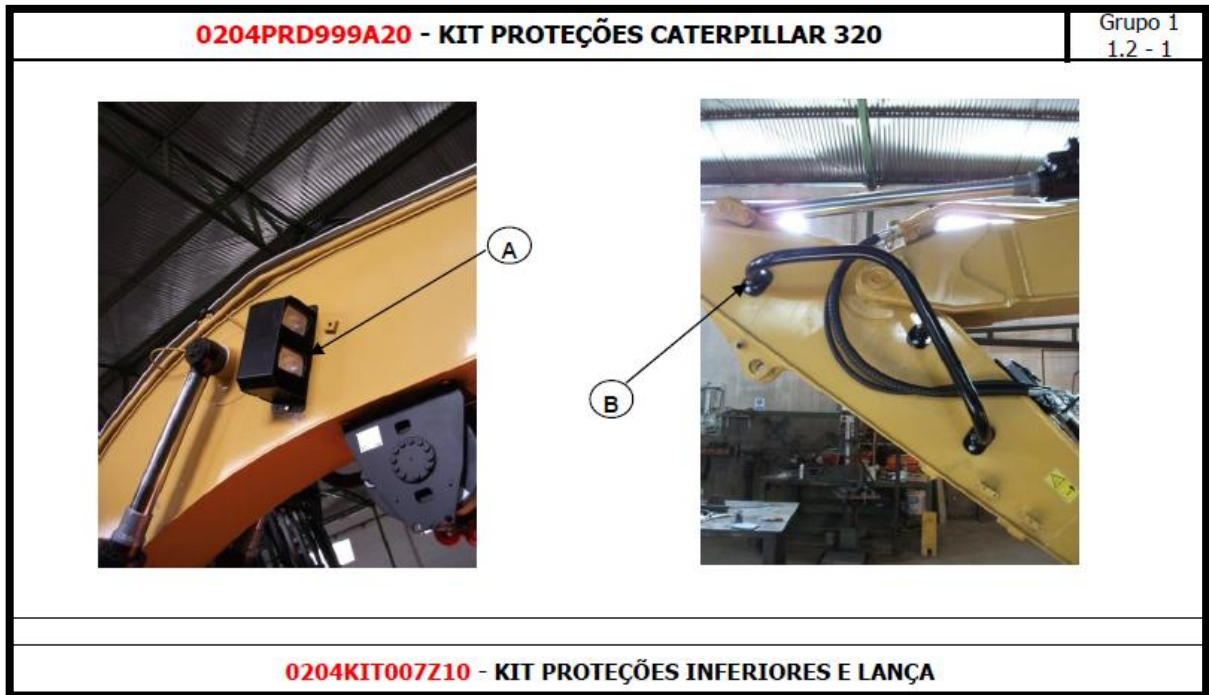 0204PRD999A20 - KIT PROTEÇÕES CATERPILLAR 320
Grupo 1
1.2 - 1
A
B
0204KIT007Z10 - KIT PROTEÇÕES INFERIORES E LANÇA